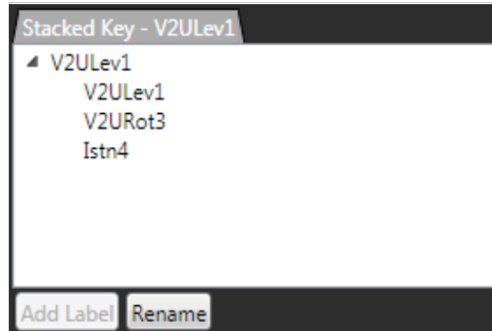 Stacked Key - V2ULev1
V2ULev1
V2ULev1
V2URot3
Istn4
Add Label Rename